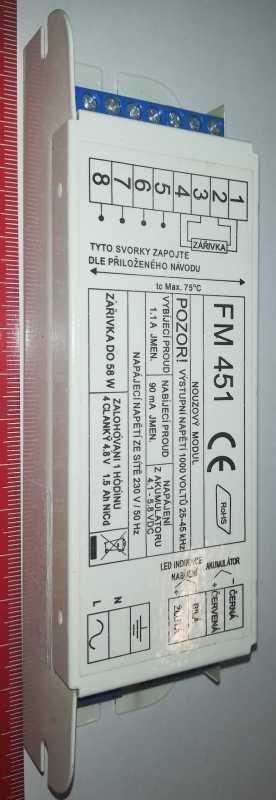 1 2 3 4 5 6 7 8
ZÁŘIVKA
TYTO SVORKY ZAPOJTE
DLE PŘILOŽENÉHO NÁVODU
tc Max. 75°C
FM 451
CE
RoHS
NOUZOVÝ MODUL
POZOR! VÝSTUPNÍ NAPĚTÍ 1000 VOLTŮ 25-45 kHz
VYBÍJECÍ PROUD
1.1 A JMEN.
NABÍJECÍ PROUD
90 mA JMEN.
NAPÁJENÍ
Z AKUMULÁTORU
4.1 - 5.8 VDC
NAPÁJECÍ NAPĚTÍ ZE SÍTĚ 230 V / 50 Hz
ZÁŘIVKA DO 58 W
ZÁLOHOVÁNÍ 1 HODINU
4 ČLÁNKY 4.8 V 1.5 Ah NiCd
AKUMULÁTOR
- ČERNÁ
+ ČERVENÁ
LED INDIKACE
NABÍJENÍ
- BÍLÁ
N
L